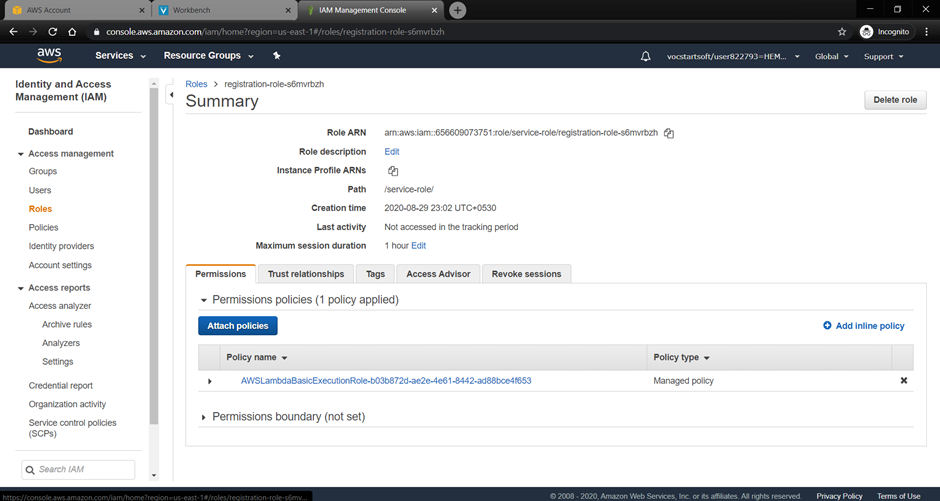 AWS Account
Workbench
IAM Management Console
console.aws.amazon.com/iam/home?region=us-east-1#/roles/registration-role-s6mvrbzh
Incognito
aws
Services
Resource Groups
vocstartsoft/user822793=HEM...
Global
Support
Identity and Access
Management (IAM)
Dashboard
Access management
Groups
Users
Roles
Policies
Identity providers
Account settings
Access reports
Access analyzer
Archive rules
Analyzers
Settings
Credential report
Organization activity
Service control policies
(SCPs)
Search IAM
Roles > registration-role-s6mvrbzh
Summary
Delete role
Role ARN arn:aws:iam::656609073751:role/service-role/registration-role-s6mvrbzh
Role description Edit
Instance Profile ARNs
Path /service-role/
Creation time 2020-08-29 23:02 UTC+0530
Last activity Not accessed in the tracking period
Maximum session duration 1 hour Edit
Permissions Trust relationships Tags Access Advisor Revoke sessions
Permissions policies (1 policy applied)
Attach policies
Add inline policy
Policy name Policy type
AWSLambdaBasicExecutionRole-b03b872d-ae2e-4e61-8442-ad88bce4f653 Managed policy
Permissions boundary (not set)
https://console.aws.amazon.com/iam/home?region=us-east-1#/roles/registration-role-s6mv...
© 2008 - 2020, Amazon Web Services, Inc. or its affiliates. All rights reserved. Privacy Policy Terms of Use